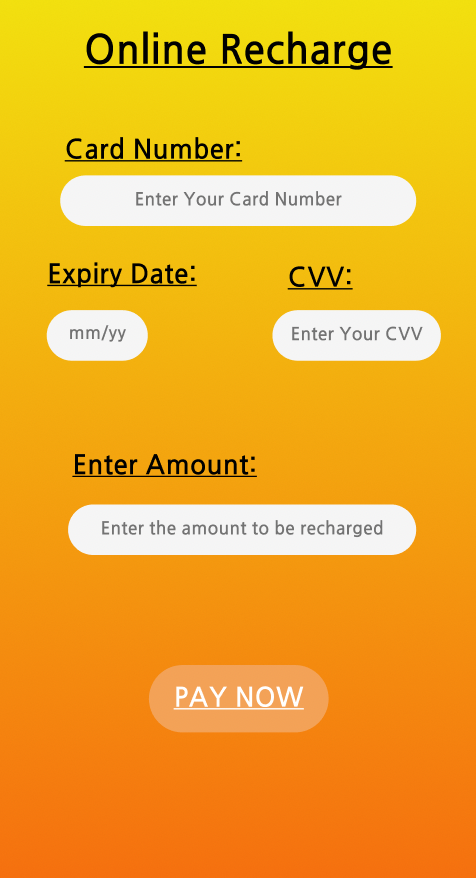 Online Recharge
Card Number:
Enter Your Card Number
Expiry Date:
CVV:
mm/yy
Enter Your CVV
Enter Amount:
Enter the amount to be recharged
PAY NOW